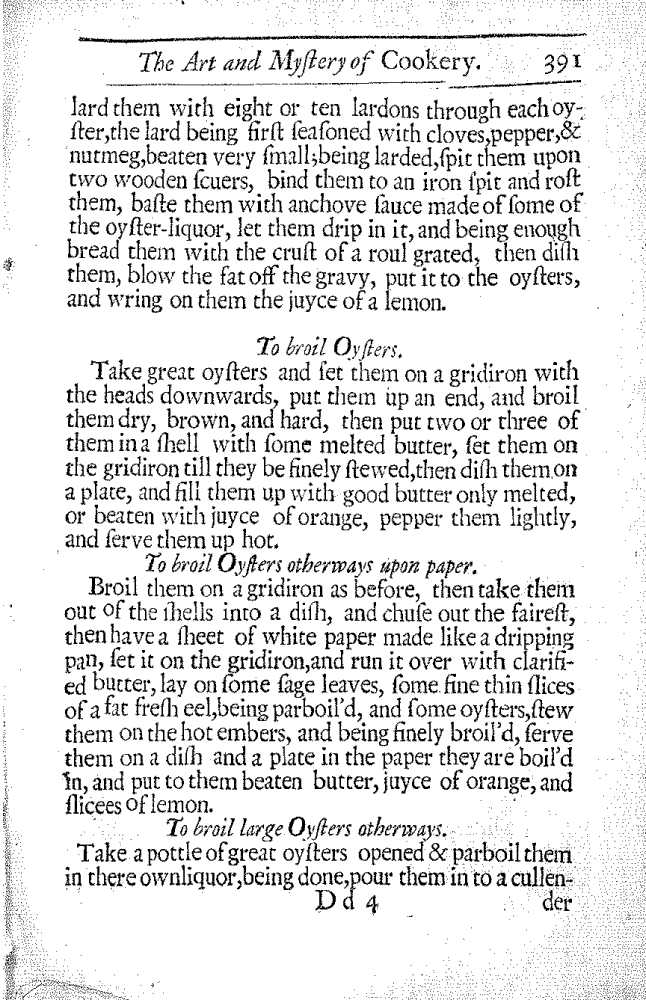 The Art and Myſtery of Cookery. 391
lard them with eight or ten lardons through each oy-
ſter,the lard being firſt ſeaſoned with cloves,pepper,&
nutmeg,beaten very ſmall;being larded,ſpit them upon
two wooden ſcuers, bind them to an iron ſpit and roſt
them, baſte them with anchove ſauce made of ſome of
the oyſter-liquor, let them drip in it, and being enough
bread them with the cruſt of a roul grated, then diſh
them, blow the fat off the gravy, put it to the oyſters,
and wring on them the juyce of a lemon.
To broil Oyſters.
Take great oyſters and ſet them on a gridiron with
the heads downwards, put them up an end, and broil
them dry, brown, and hard, then put two or three of
them in a ſhell with ſome melted butter, ſet them on
the gridiron till they be finely ſtewed,then diſh them on
a plate, and fill them up with good butter only melted,
or beaten with juyce of orange, pepper them lightly,
and ſerve them up hot.
To broil Oyſters otherways upon paper.
Broil them on a gridiron as before, then take them
out of the ſhells into a diſh, and chuſe out the faireſt,
then have a ſheet of white paper made like a dripping
pan, ſet it on the gridiron,and run it over with clarifi-
ed butter, lay on ſome ſage leaves, ſome fine thin ſlices
of a fat freſh eel,being parboil'd, and ſome oyſters,ſtew
them on the hot embers, and being finely broil'd, ſerve
them on a diſh and a plate in the paper they are boil'd
in, and put to them beaten butter, juyce of orange, and
ſlicees of lemon.
To broil large Oyſters otherways.
Take a pottle of great oyſters opened & parboil them
in there ownliquor,being done,pour them in to a cullen-
D d 4 der